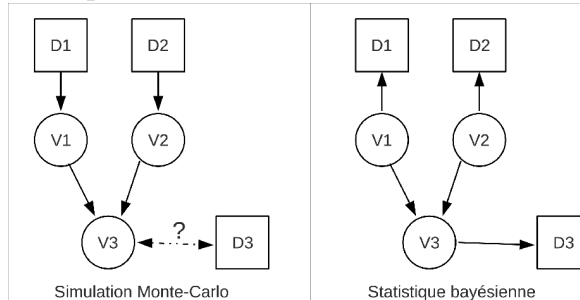 D1 D2 D1 D2
V1 V2 V1 V2
?
V3 D3 V3 D3
Simulation Monte-Carlo Statistique bayésienne